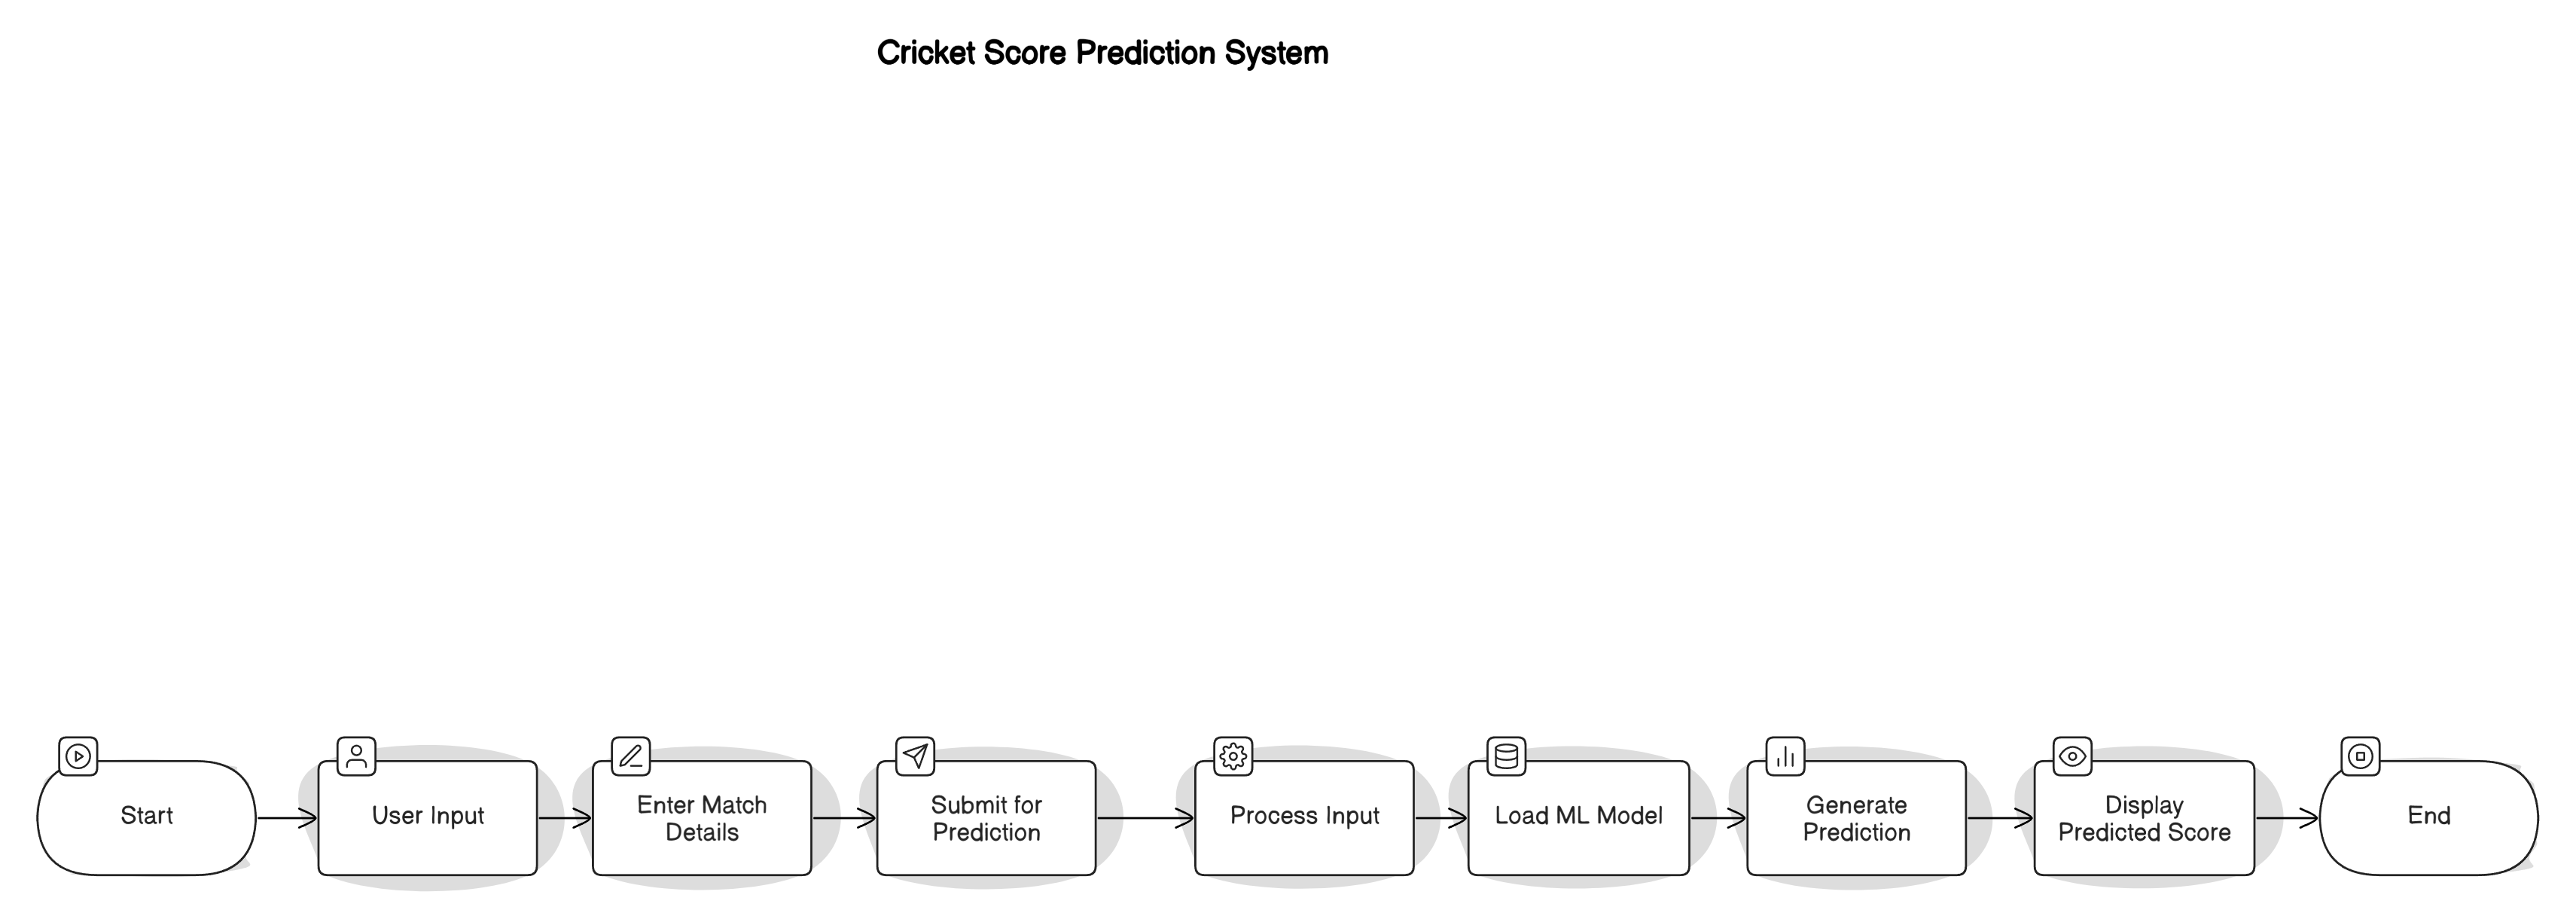 Cricket Score Prediction System
Start
User Input
Enter Match
Details
Submit for
Prediction
Process Input
Load ML Model
Generate
Prediction
Display
Predicted Score
End